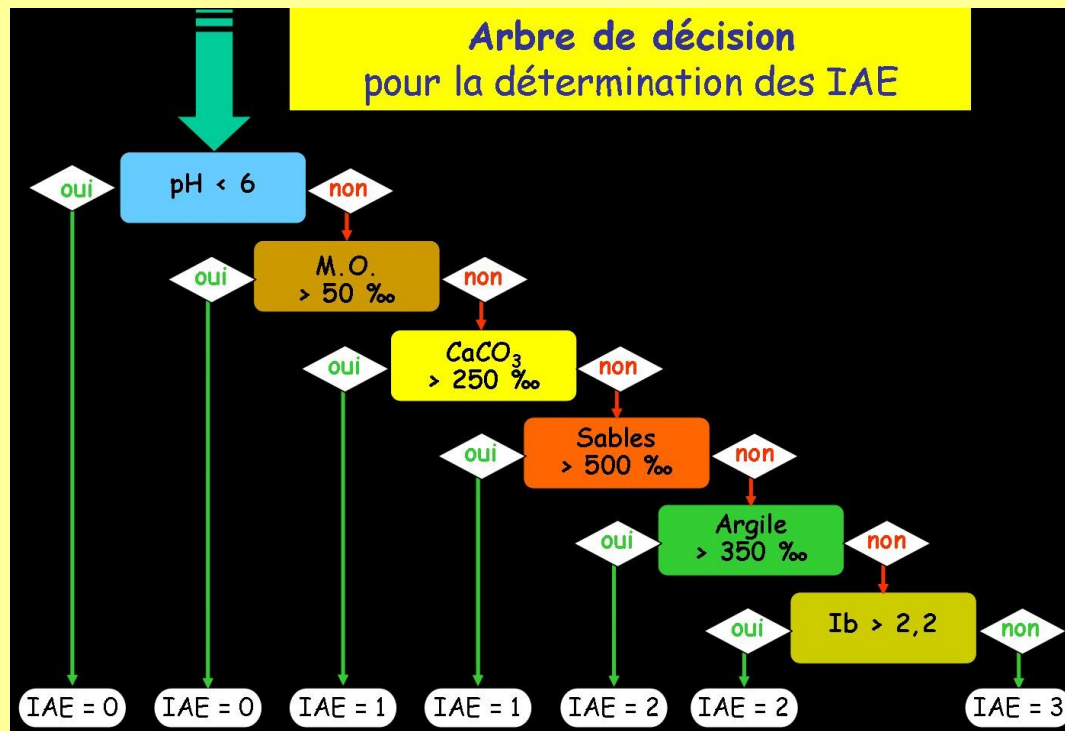 Arbre de décision
pour la détermination des IAE
oui
pH < 6
non
oui
M.O.
> 50 ‰
non
oui
CaCO₃
> 250 ‰
non
oui
Sables
> 500 ‰
non
oui
Argile
> 350 ‰
non
oui
Ib > 2,2
non
IAE = 0
IAE = 0
IAE = 1
IAE = 1
IAE = 2
IAE = 2
IAE = 3